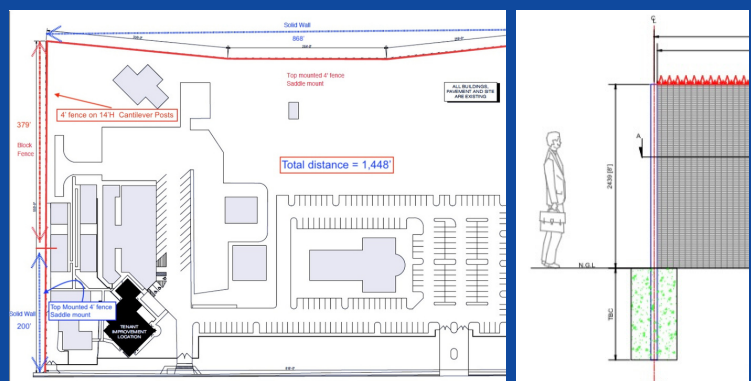 Solid Wall
866'
Top mounted 4' fence
Saddle mount
ALL BUILDINGS,
PAVEMENT AND SITE
ARE EXISTING
4' fence on 14'H Cantilever Posts
379'
Block
Fence
Total distance = 1,448'
Top Mounted 4' fence
Saddle mount
Solid Wall
200'
TENANT
IMPROVEMENT
LOCATION
C
L
A
2439 [8']
N.G.L
TBC